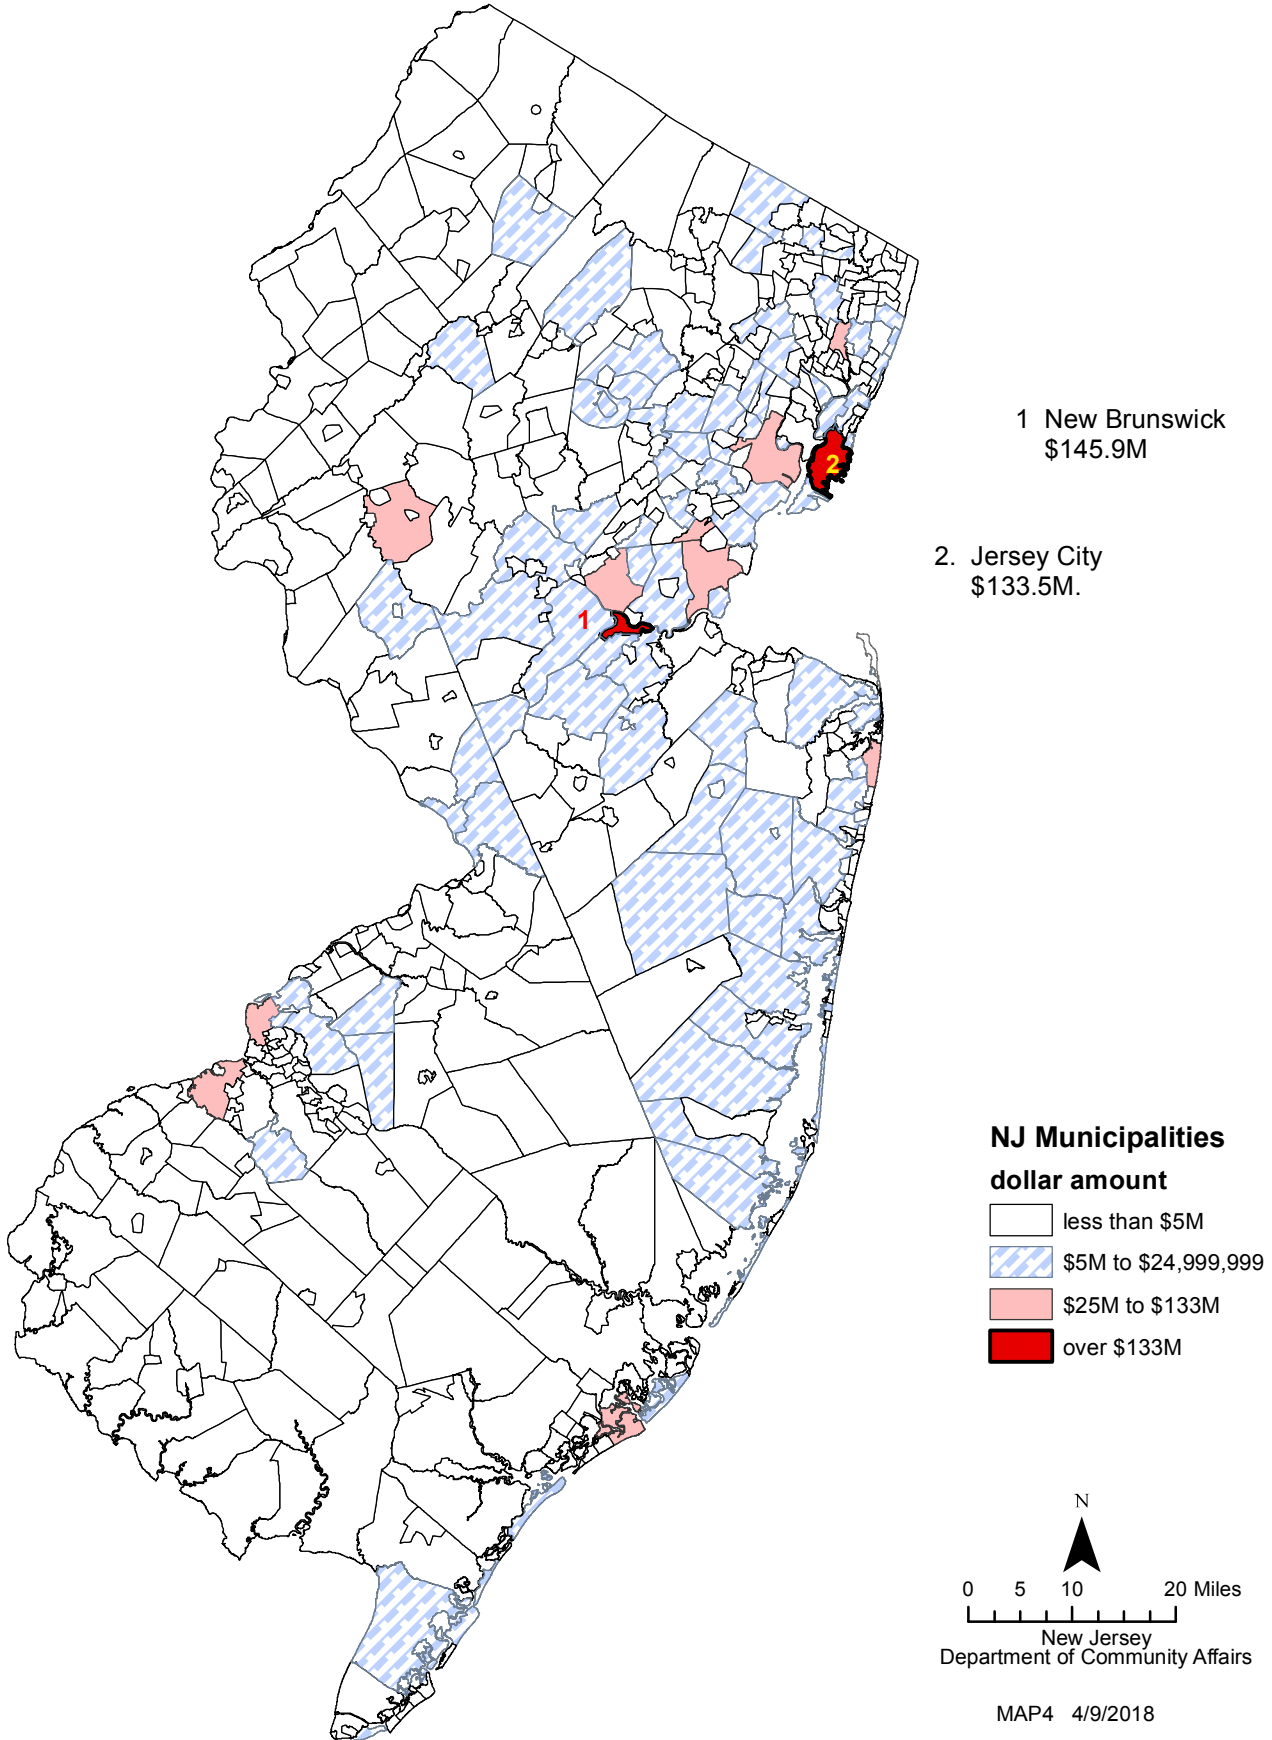 1 New Brunswick
$145.9M
2
2. Jersey City
$133.5M.
1
NJ Municipalities
dollar amount
less than $5M
$5M to $24,999,999
$25M to $133M
over $133M
N
0 5 10 20 Miles
New Jersey
Department of Community Affairs
MAP4 4/9/2018